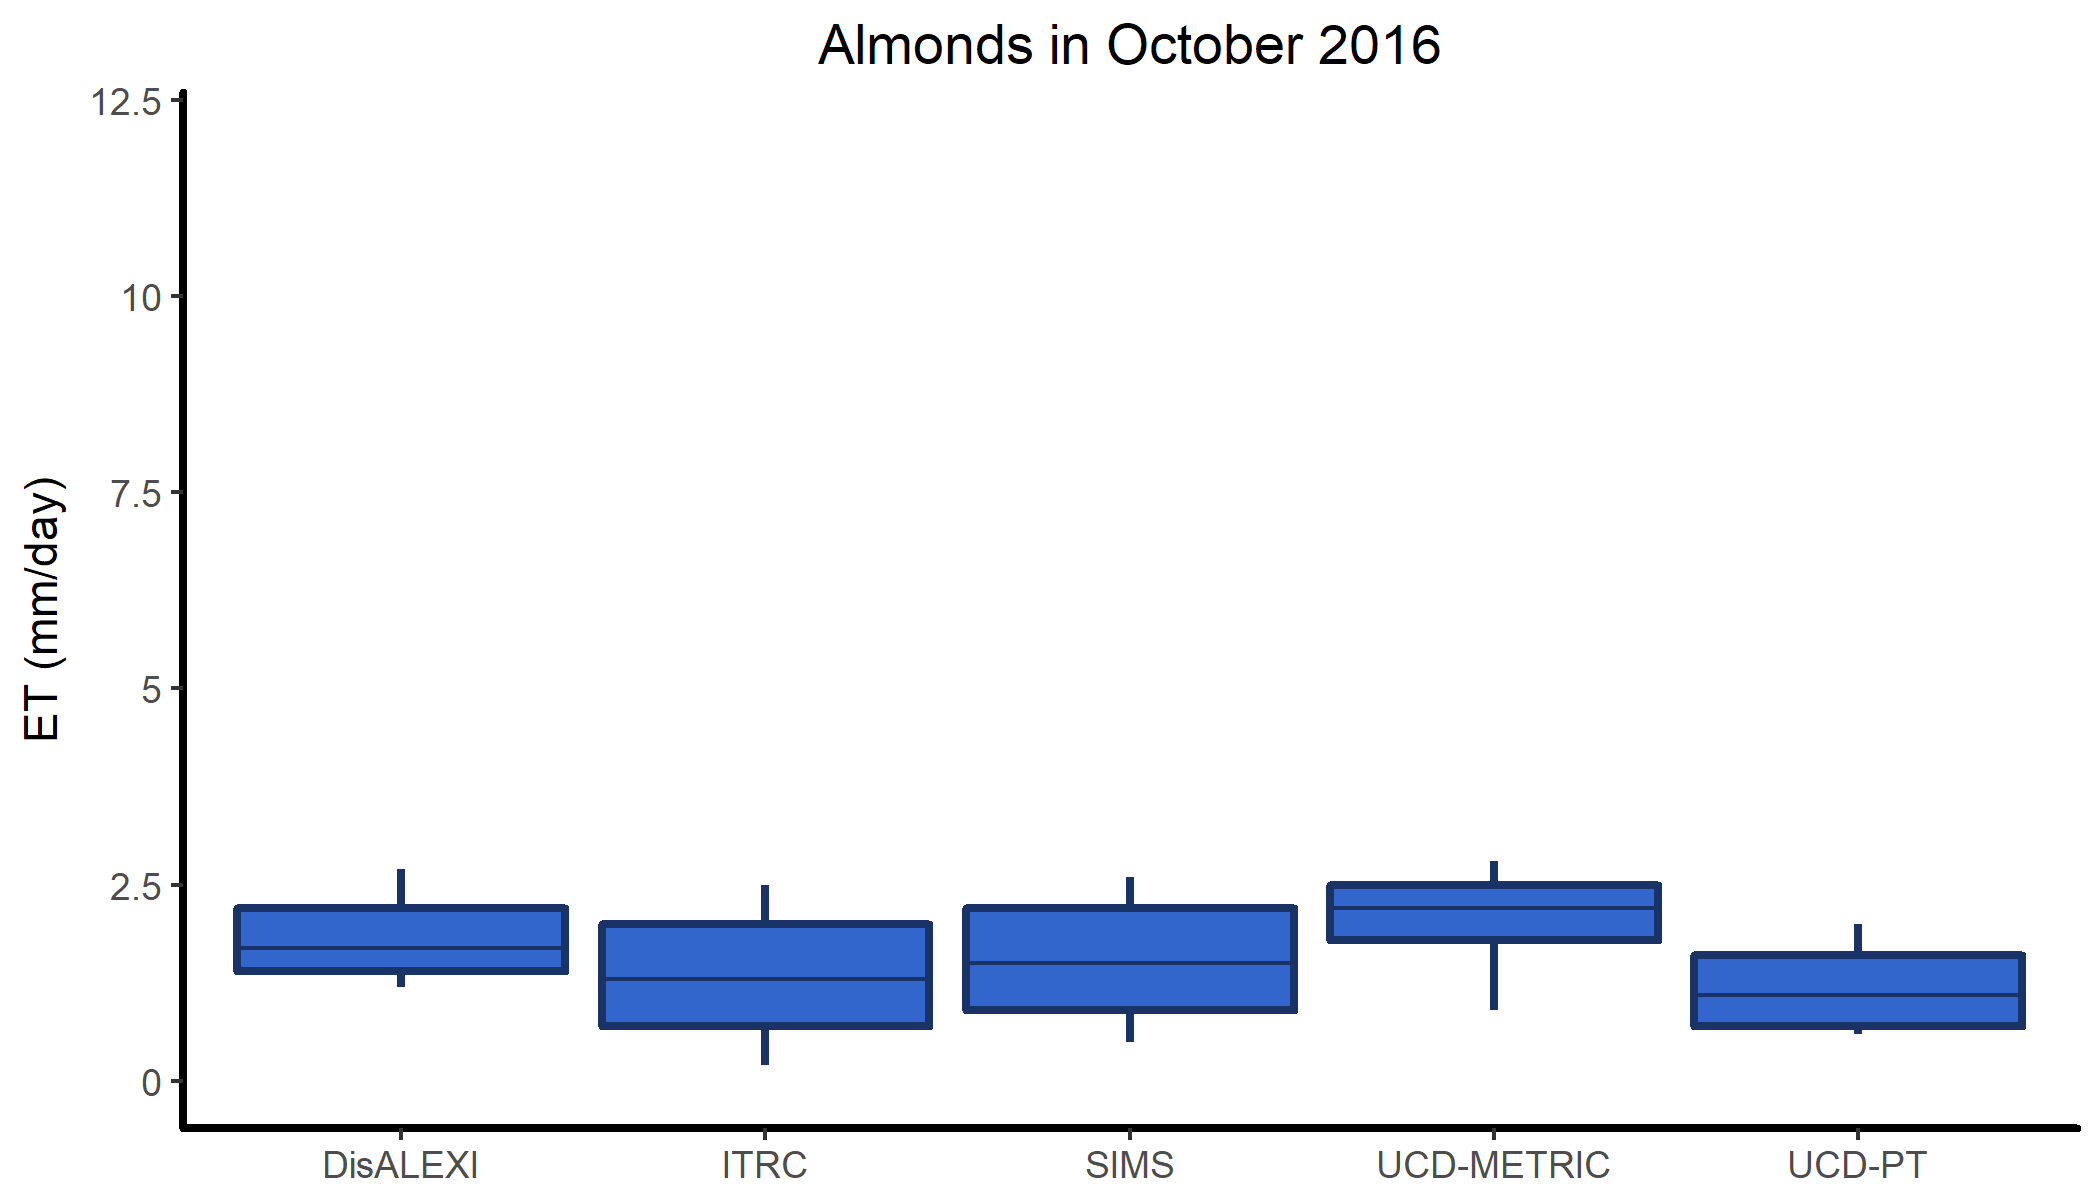 Almonds in October 2016
ET (mm/day)
12.5
10
7.5
5
2.5
0
DisALEXI ITRC SIMS UCD-METRIC UCD-PT